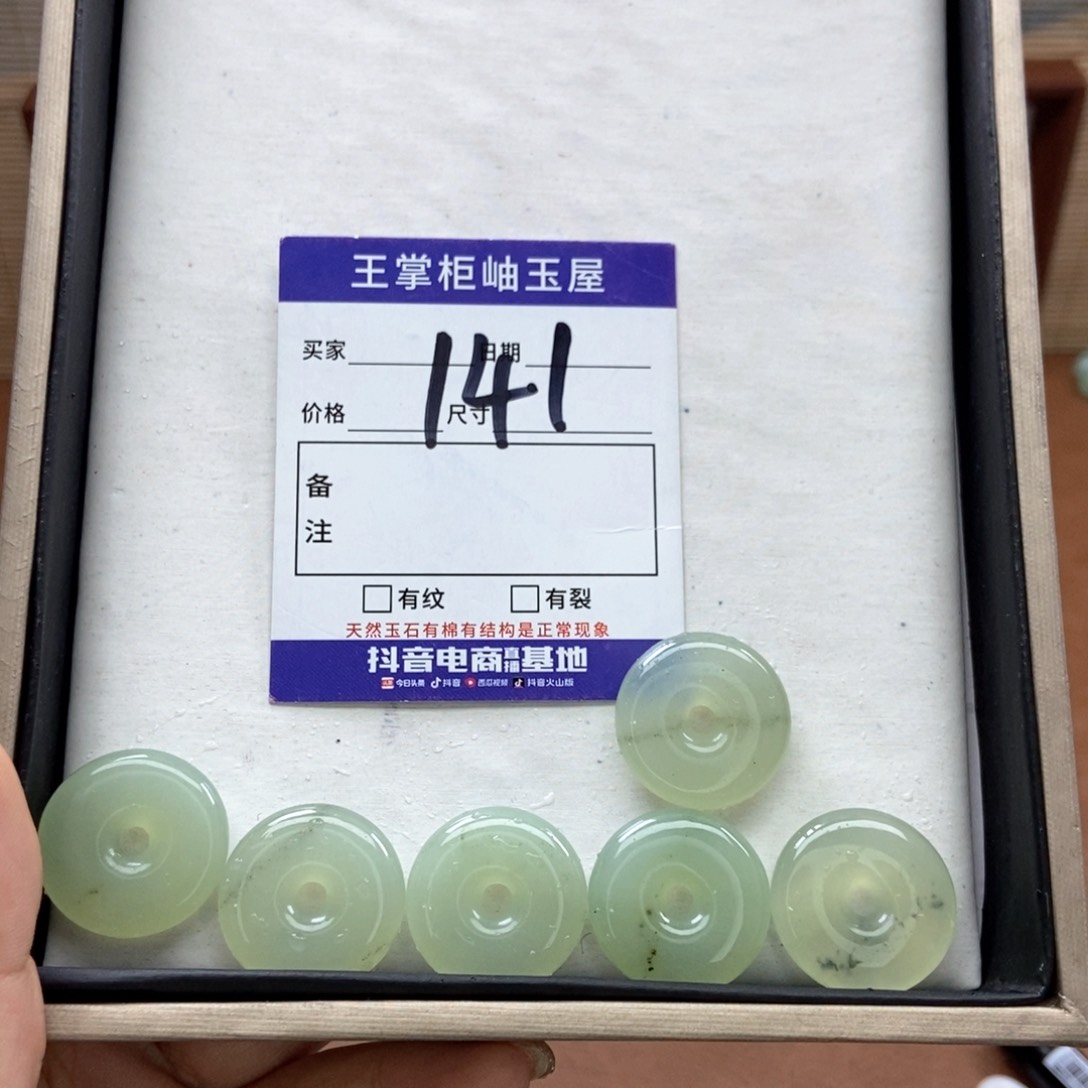 王掌柜岫玉屋
买家 日期
141
价格 尺寸
备
注
有纹 有裂
天然玉石有棉有结构是正常现象
抖音电商直播基地
今日头条 抖音 西瓜视频 抖音火山版